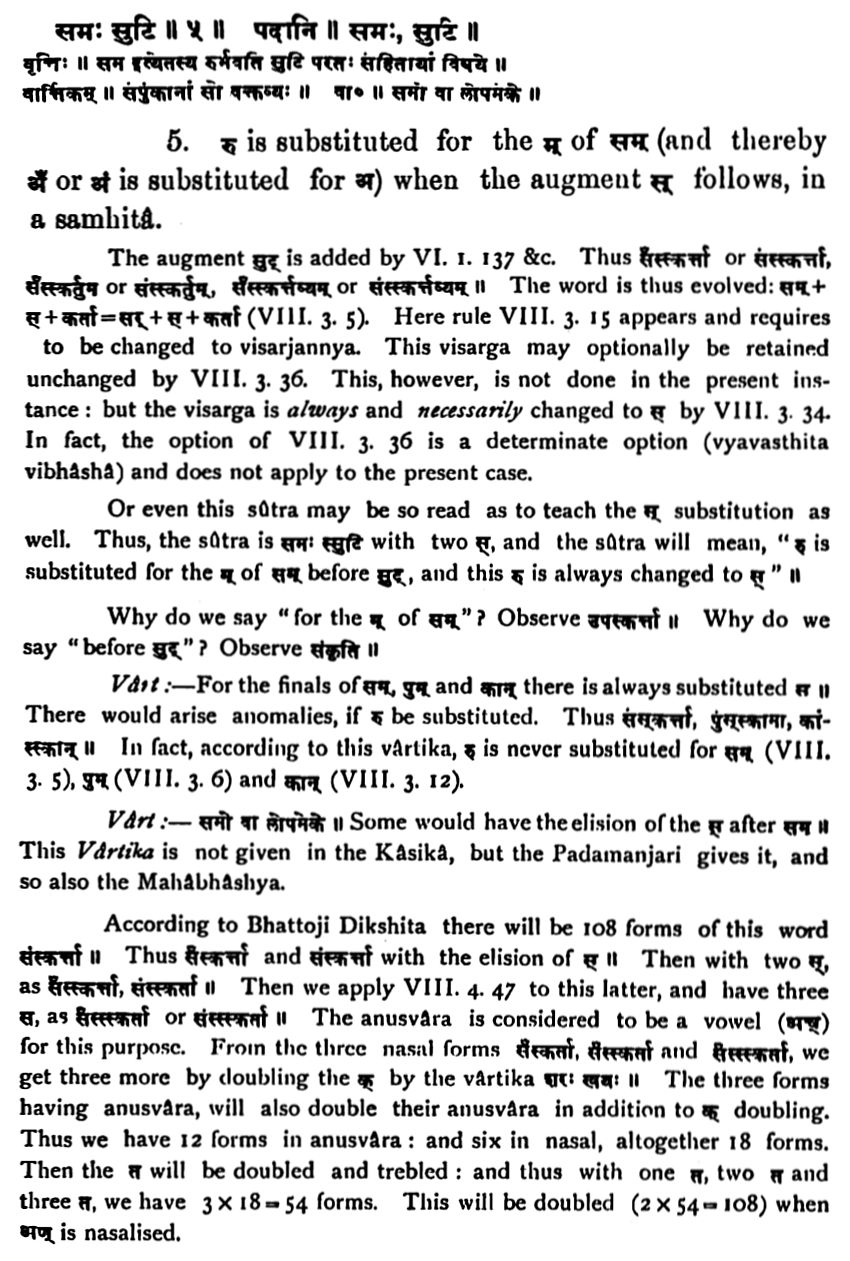 समः सुटि ॥ ५ ॥ पदानि ॥ समः, सुटि ॥
वृत्तिः ॥ सम इत्येतस्य रुर्भवति सुटि परतः संहितायां विषये ॥
वार्त्तिकम् ॥ संपुंकानां सो वक्तव्यः ॥ वा० ॥ समो वा लोपमेके ॥
5. रु is substituted for the म् of सम् (and thereby
अँ or अं is substituted for अ) when the augment स् follows, in
a samhitâ.
The augment सुट् is added by VI. 1. 137 &c. Thus सँस्स्कर्त्ता or संस्स्कर्त्ता,
सँस्स्कर्तुम or संस्स्कर्तुम्, सँस्स्कर्त्तव्यम् or संस्स्कर्त्तव्यम् ॥ The word is thus evolved: सम्+
स्+कर्ता=सर्+स्+कर्ता (VIII. 3. 5). Here rule VIII. 3. 15 appears and requires
to be changed to visarjannya. This visarga may optionally be retained
unchanged by VIII. 3. 36. This, however, is not done in the present ins-
tance : but the visarga is always and necessarily changed to स् by VIII. 3. 34.
In fact, the option of VIII. 3. 36 is a determinate option (vyavasthita
vibhâshâ) and does not apply to the present case.
Or even this sûtra may be so read as to teach the स् substitution as
well. Thus, the sûtra is समः स्सुटि with two स्, and the sûtra will mean, "रु is
substituted for the म् of सम् before सुट्, and this रु is always changed to स्" ॥
Why do we say "for the म् of सम्"? Observe उपस्कर्त्ता ॥ Why do we
say "before सुट्"? Observe संकृति ॥
Vârt :—For the finals of सम्, पुम् and कान् there is always substituted स ॥
There would arise anomalies, if रु be substituted. Thus संस्स्कर्त्ता, पुंस्स्कामा, कां-
स्स्कान् ॥ In fact, according to this vârtika, रु is never substituted for सम् (VIII.
3. 5), पुम् (VIII. 3. 6) and कान् (VIII. 3. 12).
Vârt :— समो वा लोपमेके ॥ Some would have the elision of the स् after सम ॥
This Vârtika is not given in the Kâsikâ, but the Padamanjari gives it, and
so also the Mahâbhâshya.
According to Bhattoji Dikshita there will be 108 forms of this word
संस्कर्त्ता ॥ Thus सँस्कर्त्ता and संस्कर्त्ता with the elision of स् ॥ Then with two स्,
as सँस्स्कर्त्ता, संस्स्कर्ता ॥ Then we apply VIII. 4. 47 to this latter, and have three
स, as सँस्स्स्कर्ता or संस्स्स्कर्ता ॥ The anusvâra is considered to be a vowel (अच्)
for this purpose. From the three nasal forms सँस्कर्ता, सँस्स्कर्ता and सँस्स्स्कर्ता, we
get three more by doubling the क् by the vârtika शरः खयः ॥ The three forms
having anusvâra, will also double their anusvâra in addition to क् doubling.
Thus we have 12 forms in anusvâra : and six in nasal, altogether 18 forms.
Then the त will be doubled and trebled : and thus with one त, two त and
three त, we have 3 × 18 = 54 forms. This will be doubled (2 × 54 = 108) when
अण् is nasalised.